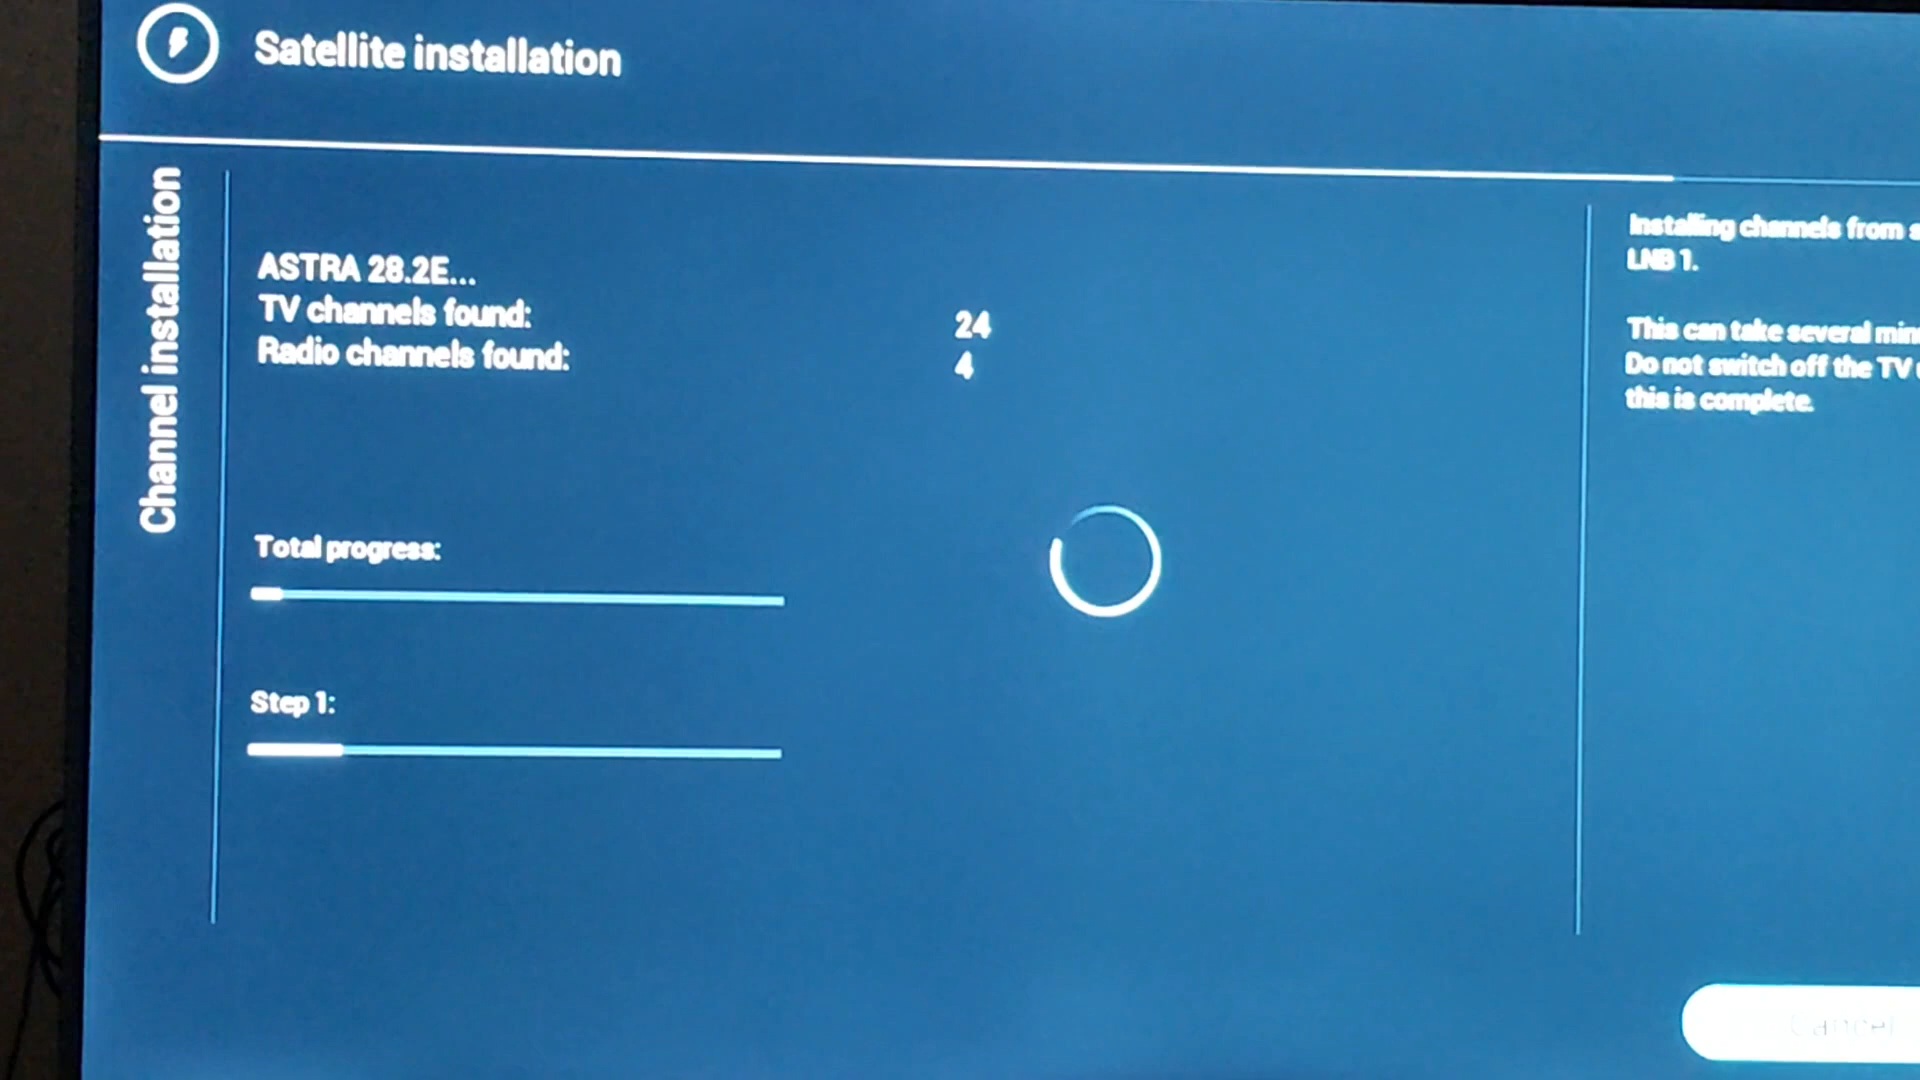 Satellite installation
Channel installation
ASTRA 28.2E...
TV channels found: 24
Radio channels found: 4
Total progress:
Step 1:
Installing channels from
LNB 1.
This can take several
Do not switch off the TV
this is complete.
Cancel